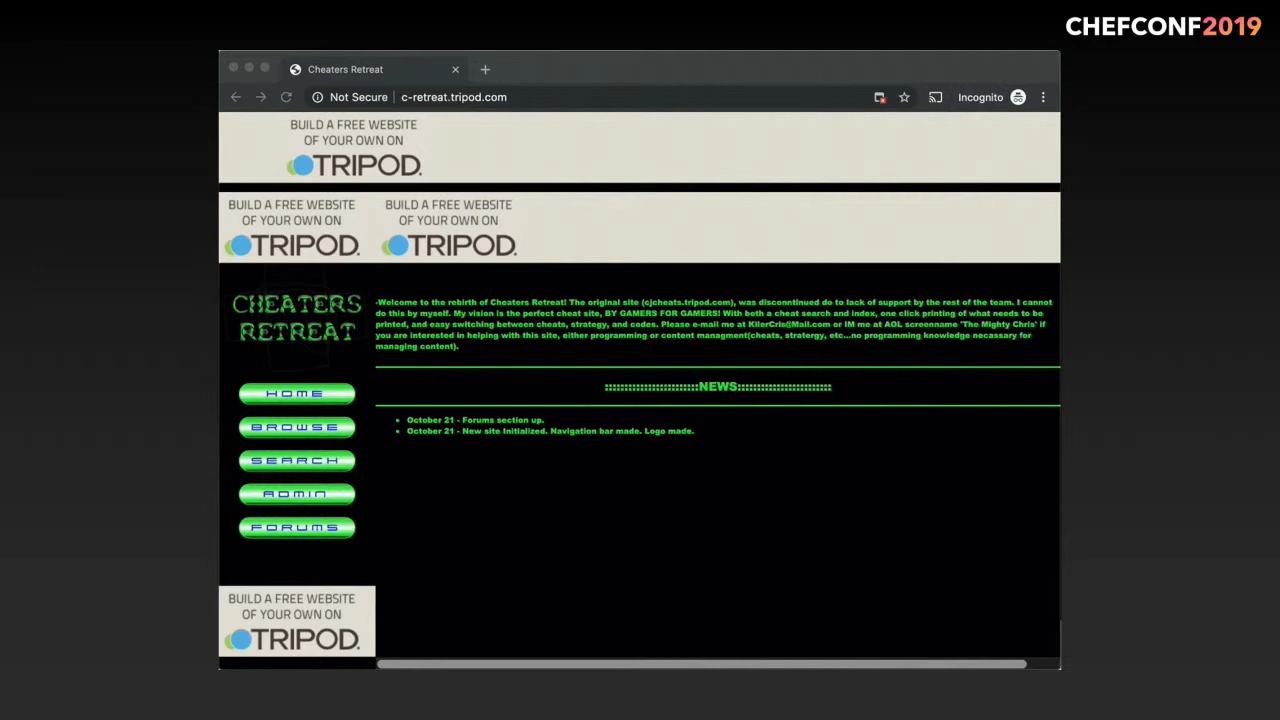 CHEFCONF2019
Cheaters Retreat
Not Secure
c-retreat.tripod.com
Incognito
BUILD A FREE WEBSITE
OF YOUR OWN ON
TRIPOD.
BUILD A FREE WEBSITE
OF YOUR OWN ON
TRIPOD.
BUILD A FREE WEBSITE
OF YOUR OWN ON
TRIPOD.
CHEATERS
RETREAT
HOME
BROWSE
SEARCH
ADMIN
FORUMS
-Welcome to the rebirth of Cheaters Retreat! The original site (cjcheats.tripod.com), was disconntinued do to lack of support by the rest of the team. I cannot
do this by myself. My vision is the perfect cheat site, BY GAMERS FOR GAMERS! With both a cheat search and index, one click printing of what needs to be
printed, and easy switching between cheats, strategy, and codes. Please e-mail me at KilerCris@Mail.com or IM me at AOL screenname 'The Mighty Chris' if
you are interested in helping with this site, either programming or content managment(cheats, stratergy, etc...no programming knowledge necassary for
managing content).
::::::::::::::::::::::::NEWS::::::::::::::::::::::::
• October 21 - Forums section up.
• October 21 - New site Initialized. Navigation bar made. Logo made.
BUILD A FREE WEBSITE
OF YOUR OWN ON
TRIPOD.